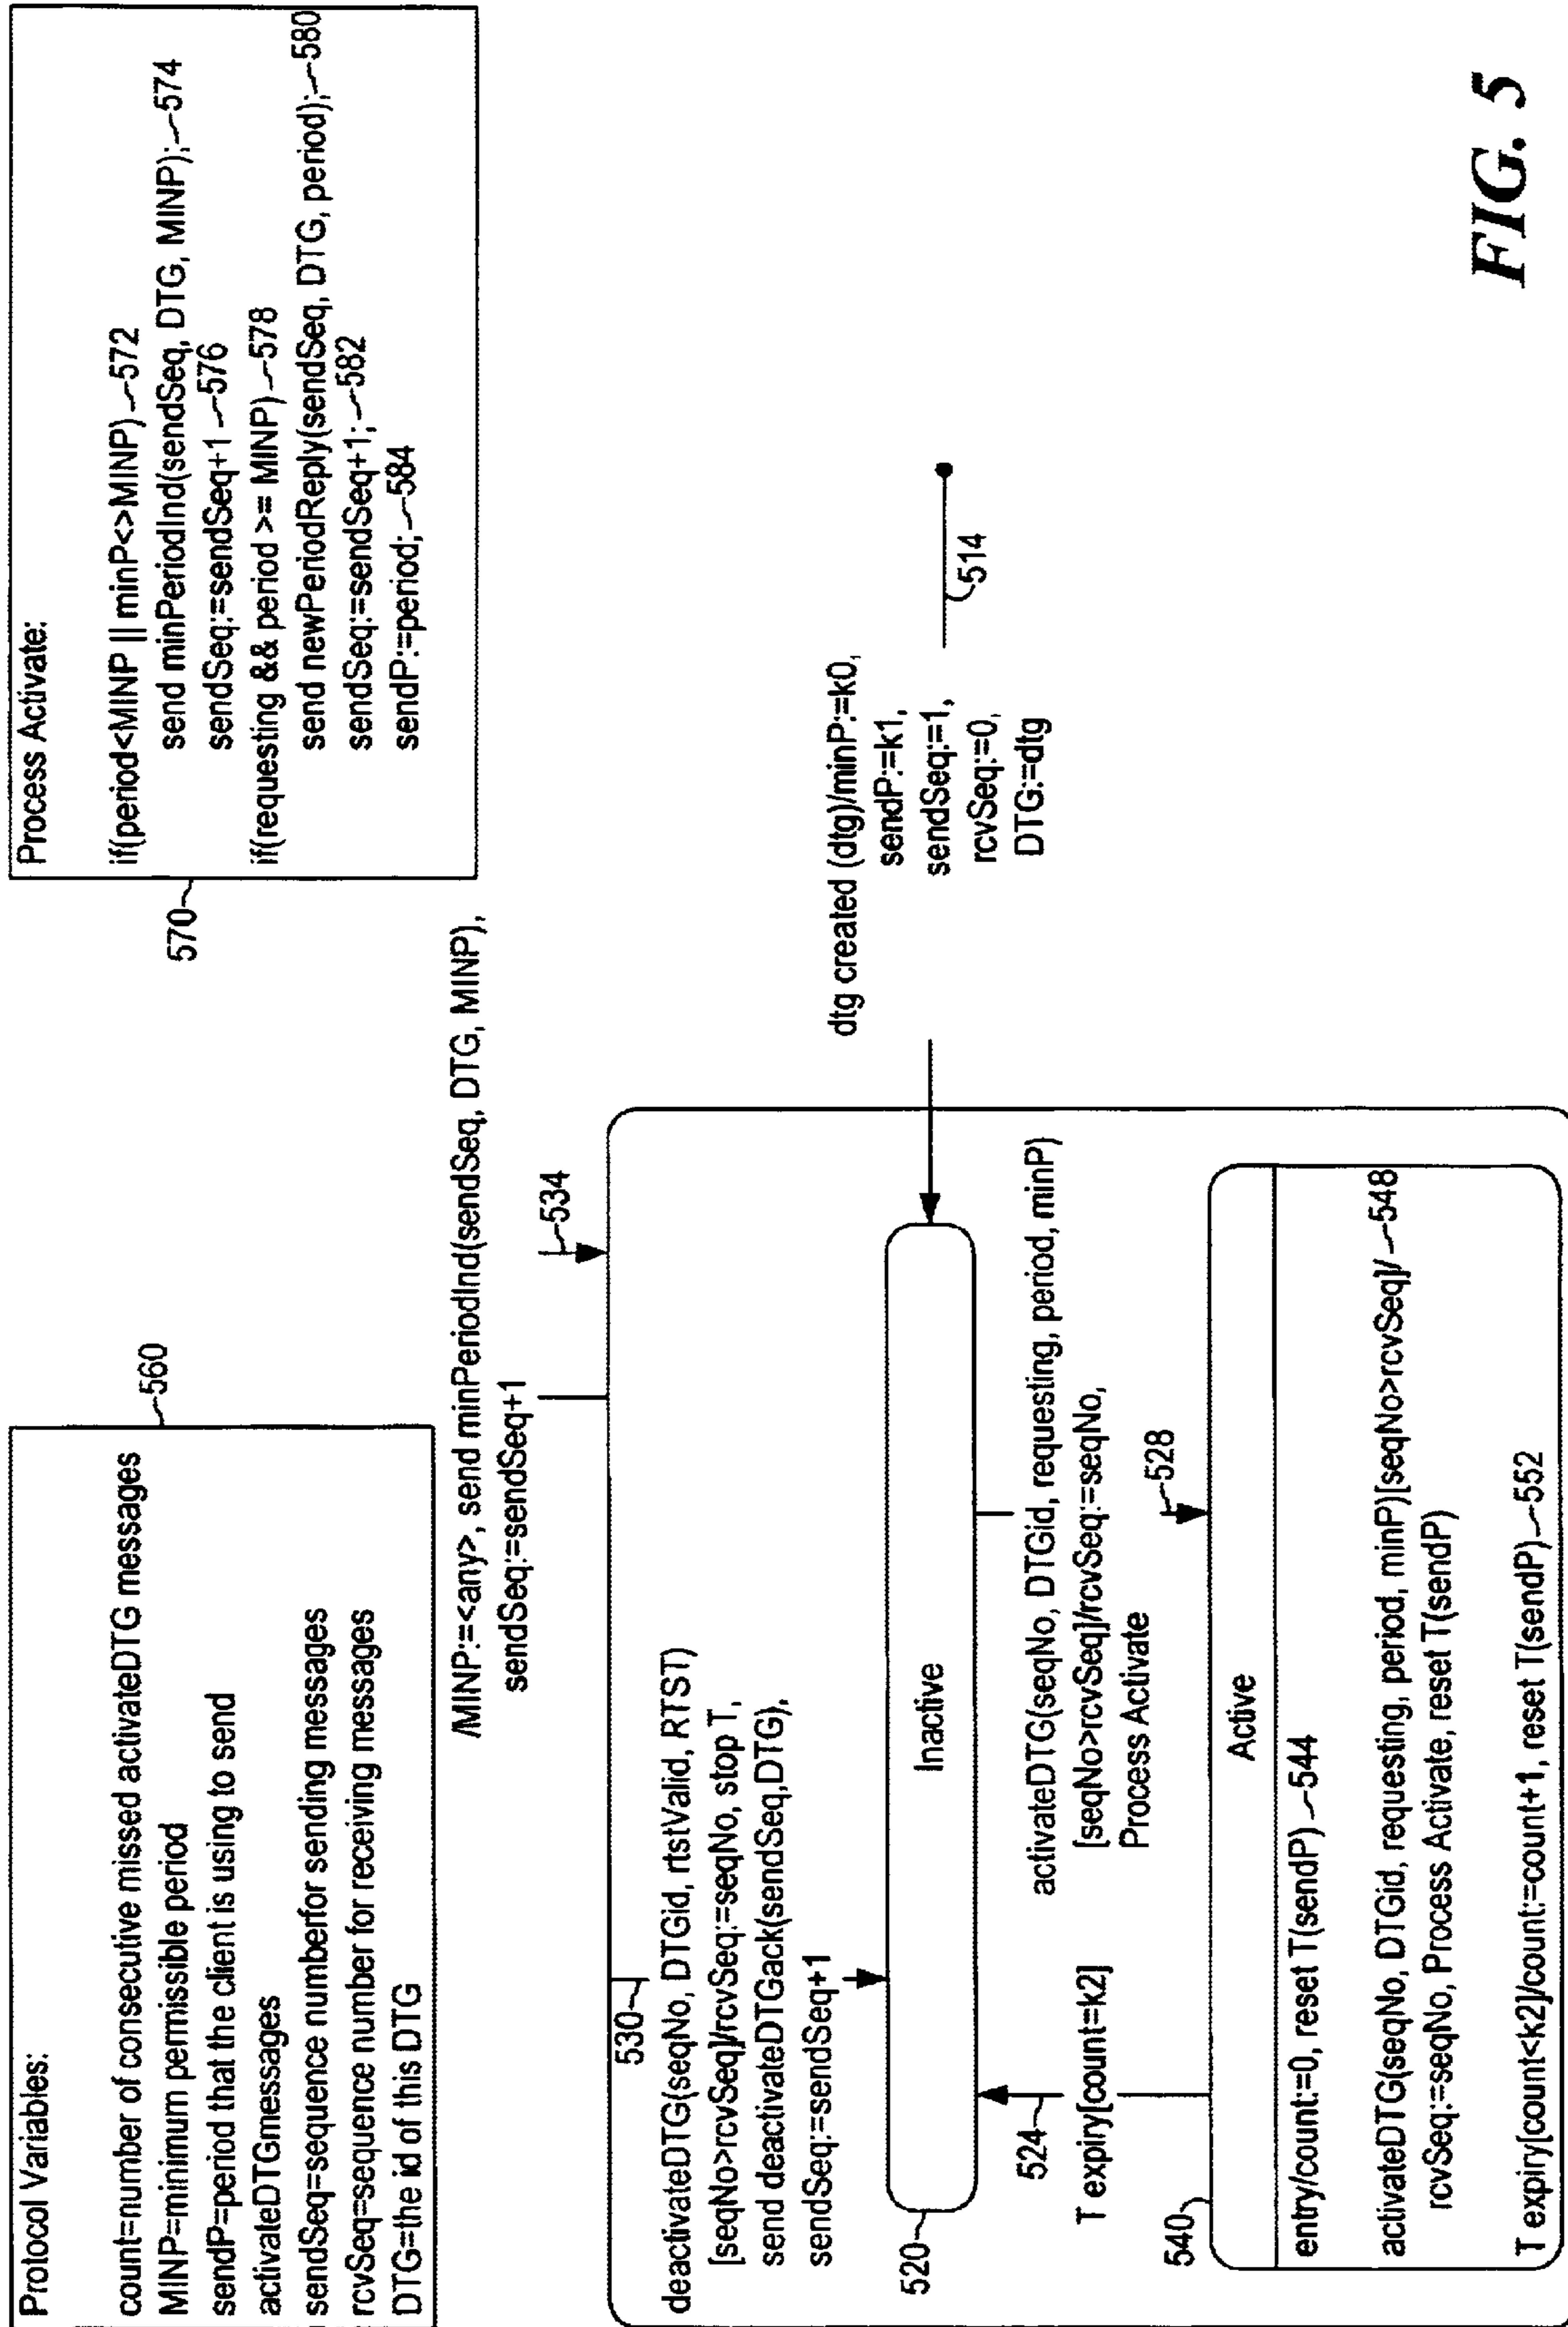 Protocol Variables:
count=number of consecutive missed activateDTG messages
MINP=minimum permissible period
sendP=period that the client is using to send
activateDTGmessages
sendSeq=sequence numberfor sending messages
rcvSeq=sequence number for receiving messages
DTG=the id of this DTG
560
Process Activate:
if(period<MINP || minP<>MINP) 572
send minPeriodInd(sendSeq, DTG, MINP); 574
sendSeq:=sendSeq+1 576
if(requesting && period >= MINP) 578
send newPeriodReply(sendSeq, DTG, period); 580
sendSeq:=sendSeq+1; 582
sendP:=period; 584
570
/MINP:=<any>, send minPeriodInd(sendSeq, DTG, MINP),
sendSeq:=sendSeq+1
534
530
deactivateDTG(seqNo, DTGid, rtstValid, RTST)
[seqNo>rcvSeq]/rcvSeq:=seqNo, stop T,
send deactivateDTGack(sendSeq,DTG),
sendSeq:=sendSeq+1
dtg created (dtg)/minP:=k0,
sendP:=k1,
sendSeq:=1,
rcvSeq:=0,
DTG:=dtg
514
Inactive
520
524
T expiry[count=k2]
activateDTG(seqNo, DTGid, requesting, period, minP)
[seqNo>rcvSeq]/rcvSeq:=seqNo,
Process Activate
528
540
Active
entry/count:=0, reset T(sendP) 544
activateDTG(seqNo, DTGid, requesting, period, minP)[seqNo>rcvSeq]/ 548
rcvSeq:=seqNo, Process Activate, reset T(sendP)
T expiry[count<k2]/count:=count+1, reset T(sendP) 552
FIG. 5